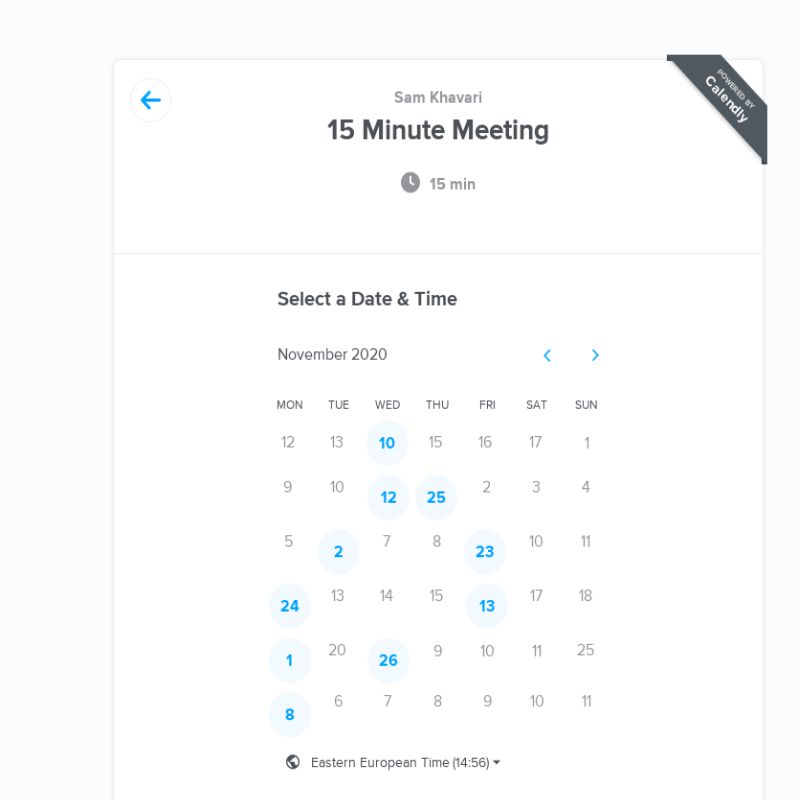 POWERED BY
Calendly
Sam Khavari
15 Minute Meeting
15 min
Select a Date & Time
November 2020
MON TUE WED THU FRI SAT SUN
12 13 10 15 16 17 1
9 10 12 25 2 3 4
5 2 7 8 23 10 11
24 13 14 15 13 17 18
1 20 26 9 10 11 25
8 6 7 8 9 10 11
Eastern European Time (14:56)